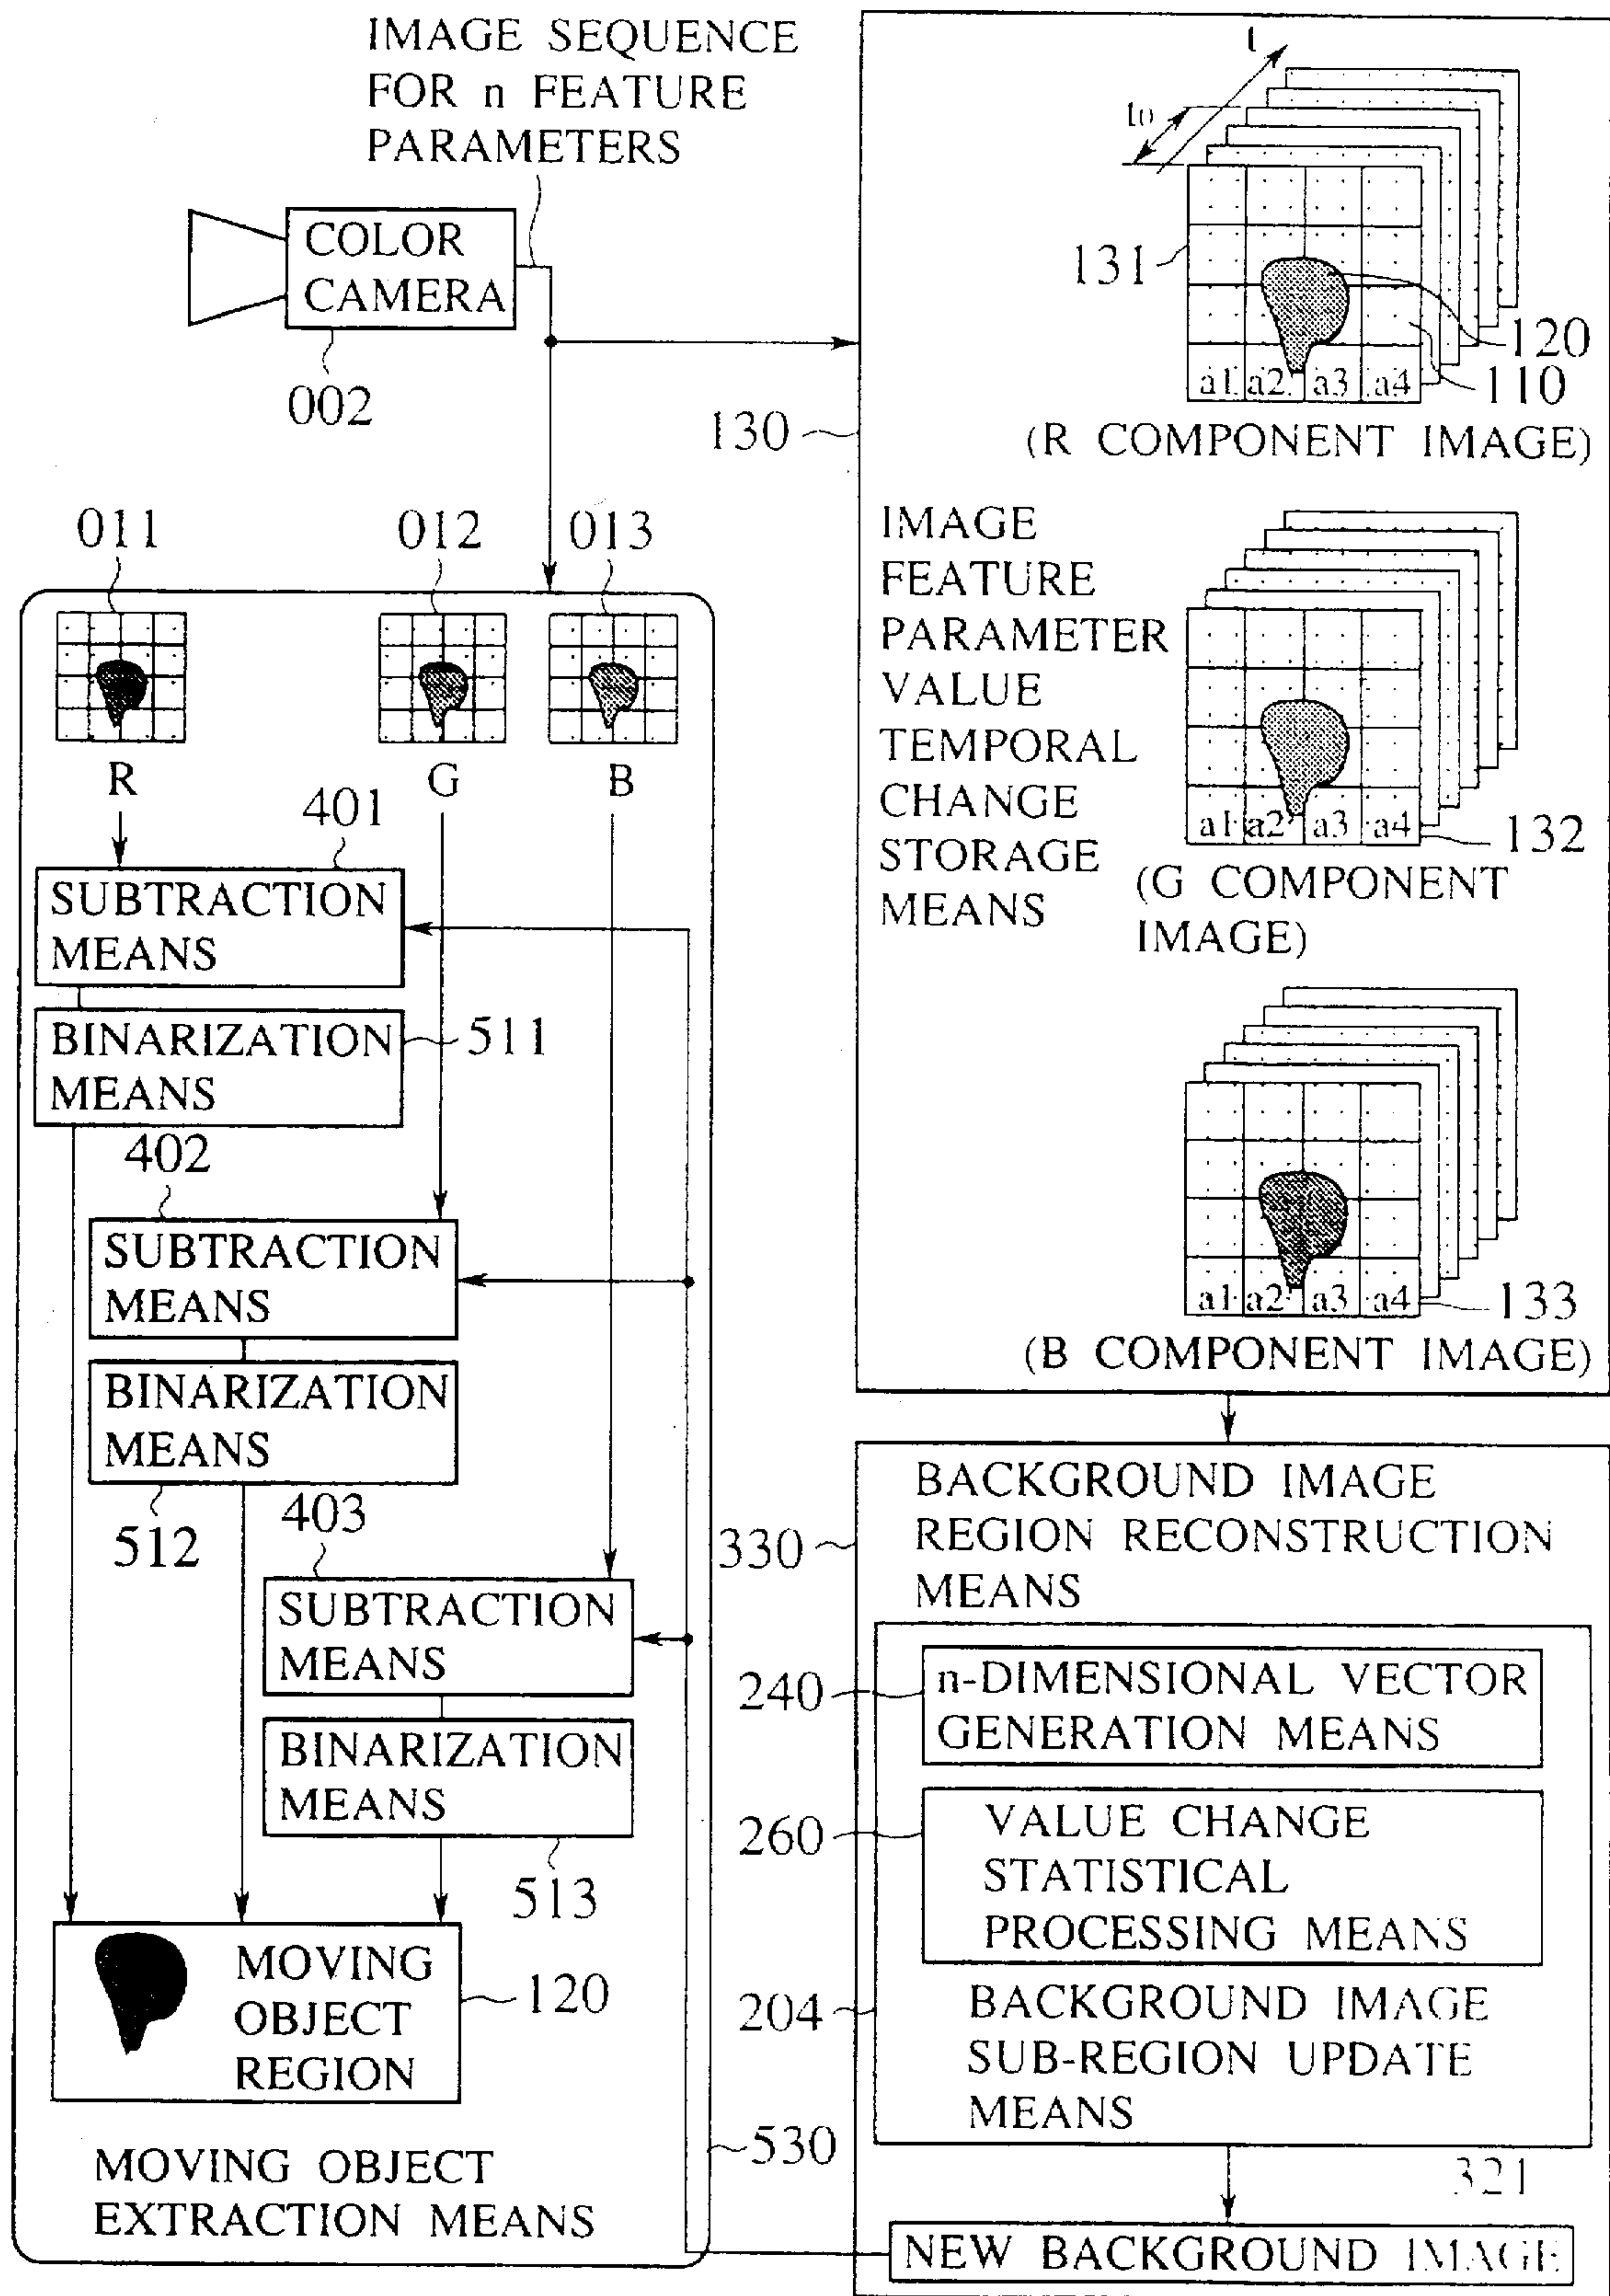 IMAGE SEQUENCE
FOR n FEATURE
PARAMETERS
COLOR
CAMERA
002
t
t0
131
120
110
a1 a2 a3 a4
(R COMPONENT IMAGE)
130
IMAGE
FEATURE
PARAMETER
VALUE
TEMPORAL
CHANGE
STORAGE
MEANS
a1 a2 a3 a4
132
(G COMPONENT
IMAGE)
a1 a2 a3 a4
133
(B COMPONENT IMAGE)
011
012
013
R
G
B
401
SUBTRACTION
MEANS
BINARIZATION
MEANS
511
402
SUBTRACTION
MEANS
BINARIZATION
MEANS
512
403
SUBTRACTION
MEANS
BINARIZATION
MEANS
513
MOVING
OBJECT
REGION
120
MOVING OBJECT
EXTRACTION MEANS
530
330
BACKGROUND IMAGE
REGION RECONSTRUCTION
MEANS
240
n-DIMENSIONAL VECTOR
GENERATION MEANS
260
VALUE CHANGE
STATISTICAL
PROCESSING MEANS
204
BACKGROUND IMAGE
SUB-REGION UPDATE
MEANS
321
NEW BACKGROUND IMAGE